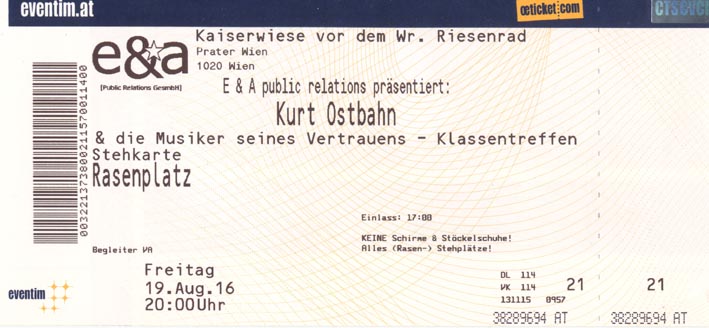 eventim.at
œticket.com
CTS eve
Kaiserwiese vor dem Wr. Riesenrad
Prater Wien
1020 Wien
e&a
[Public Relations GesmbH]
E & A public relations präsentiert:
Kurt Ostbahn
& die Musiker seines Vertrauens - Klassentreffen
Stehkarte
Rasenplatz
Einlass: 17:00
KEINE Schirme & Stöckelschuhe!
Alles (Rasen-) Stehplätze!
Begleiter VA
Freitag
19.Aug.16
20:00Uhr
eventim
DL 114
VK 114 21
131115 0957
38289694 AT
21
38289694 AT